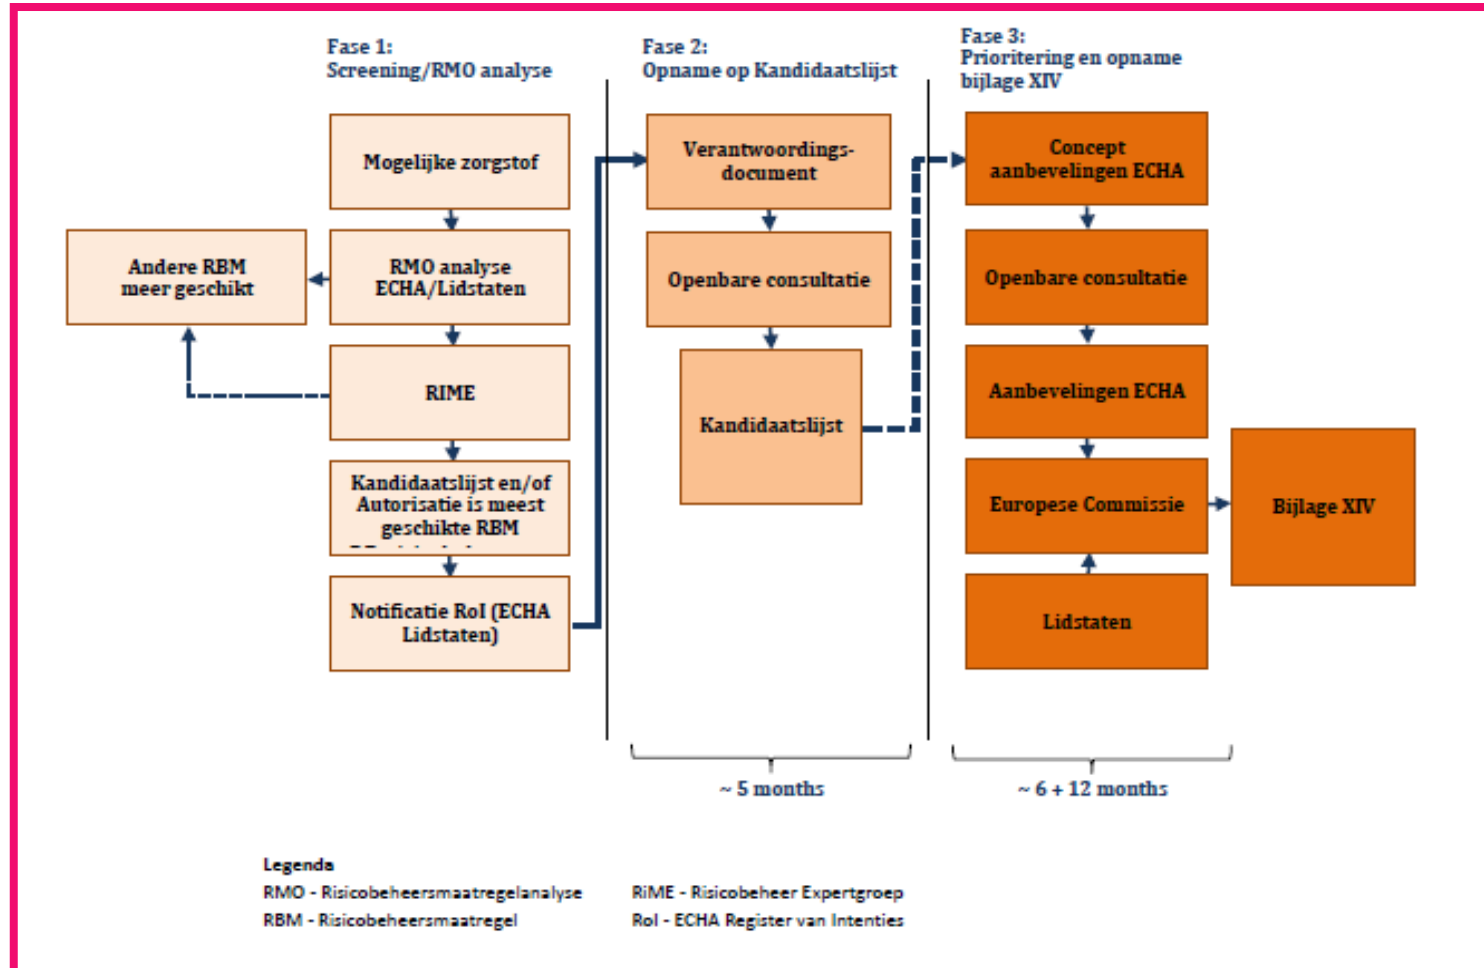 Fase 1:
Screening/RMO analyse
Mogelijke zorgstof
Andere RBM
meer geschikt
RMO analyse
ECHA/Lidstaten
RIME
Kandidaatslijst en/of
Autorisatie is meest
geschikte RBM
Notificatie RoI (ECHA
Lidstaten)
Fase 2:
Opname op Kandidaatslijst
Verantwoordings-
document
Openbare consultatie
Kandidaatslijst
~ 5 months
Fase 3:
Prioritering en opname
bijlage XIV
Concept
aanbevelingen ECHA
Openbare consultatie
Aanbevelingen ECHA
Europese Commissie
Bijlage XIV
Lidstaten
~ 6 + 12 months
Legenda
RMO - Risicobeheersmaatregelanalyse
RiME - Risicobeheer Expertgroep
RBM - Risicobeheersmaatregel
RoI - ECHA Register van Intenties